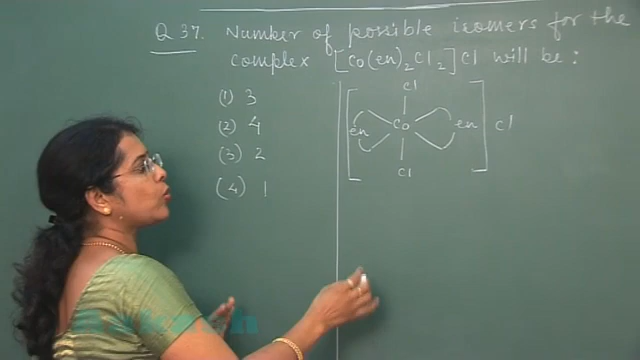 Q 37. Number of possible isomers for the
complex [Co(en)₂Cl₂]Cl will be:
(1) 3
(2) 4
(3) 2
(4) 1
Cl
en Co en Cl
Cl